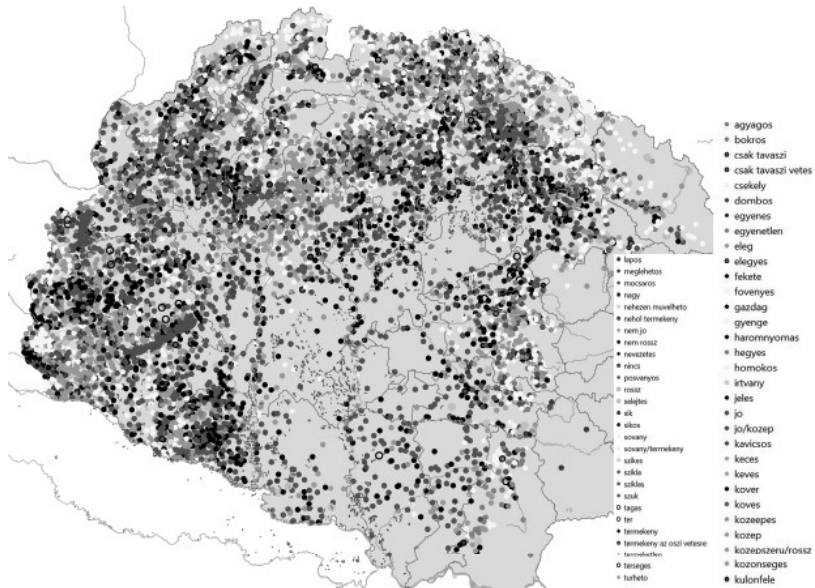 agyagos
bokros
csak tavaszi
csak tavaszi vetes
csekely
dombos
egyenes
egyenetlen
eleg
elegyes
fekete
fovenyes
gazdag
gyenge
haromnyomas
hegyes
homokos
irtvany
jeles
jo
jo/kozep
kavicsos
keces
keves
kover
koves
kozeepes
kozep
kozepszeru/rossz
kozonseges
kulonfele
lapos
meglehetos
mocsaros
nagy
nehezen muvelheto
nehol termekeny
nem jo
nem rossz
nevezetes
nincs
posvanyos
rossz
selejtes
sik
sikos
sovany
sovany/termekeny
szikes
szikla
sziklas
szuk
tagas
ter
termekeny
termekeny az oszi vetesre
termeketlen
terseges
turheto